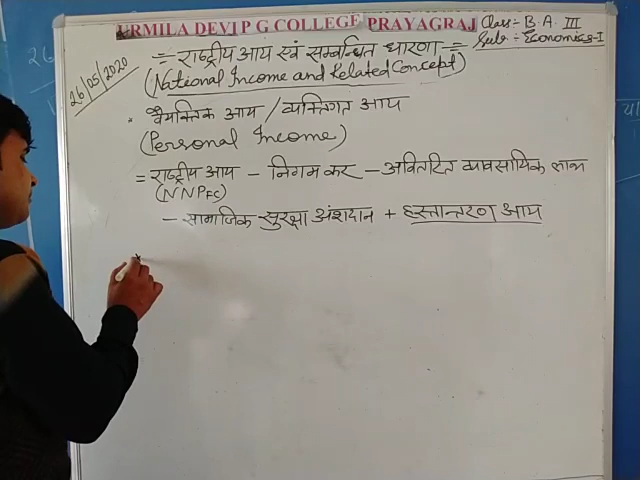 URMILA DEVI P G COLLEGE PRAYAGRAJ
Class:- B.A. III
Sub:- Economics-I
26/05/2020
= राष्ट्रीय आय एवं सम्बन्धित धारणा =
(National Income and Related Concept)
वैयक्तिक आय / व्यक्तिगत आय
(Personal Income)
= राष्ट्रीय आय - निगम कर - अवितरित व्यावसायिक लाभ
(NNPFC)
- सामाजिक सुरक्षा अंशदान + हस्तान्तरण आय